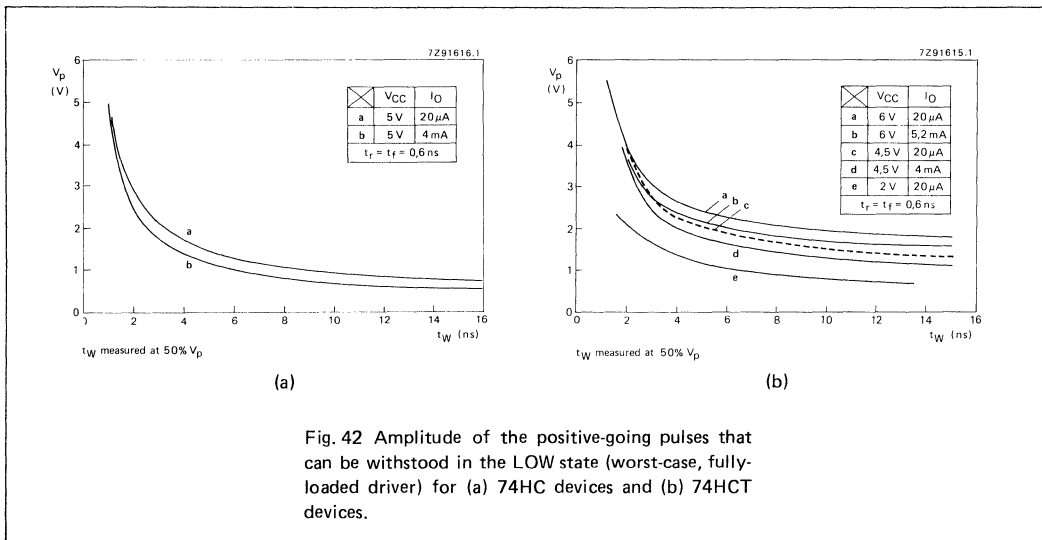 7Z91616.1
6
Vp
(V)
5
4
3
2
1
0
0 2 4 6 8 10 12 14 16
tW (ns)
VCC IO
a 5 V 20 µA
b 5 V 4 mA
tr = tf = 0,6 ns
a
b
tW measured at 50% Vp
(a)
7Z91615.1
6
Vp
(V)
5
4
3
2
1
0
0 2 4 6 8 10 12 14 16
tW (ns)
VCC IO
a 6 V 20 µA
b 6 V 5,2 mA
c 4,5 V 20 µA
d 4,5 V 4 mA
e 2 V 20 µA
tr = tf = 0,6 ns
a
b
c
d
e
tW measured at 50% Vp
(b)
Fig. 42 Amplitude of the positive-going pulses that
can be withstood in the LOW state (worst-case, fully-
loaded driver) for (a) 74HC devices and (b) 74HCT
devices.